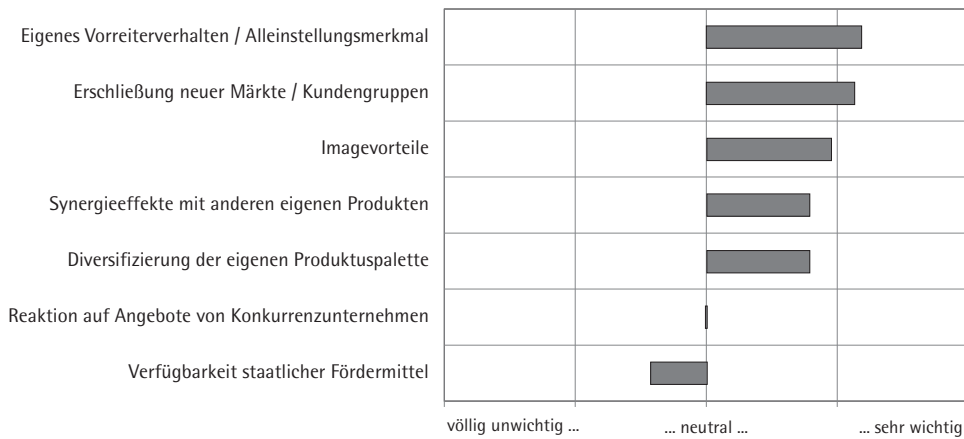 Eigenes Vorreiterverhalten / Alleinstellungsmerkmal
Erschließung neuer Märkte / Kundengruppen
Imagevorteile
Synergieeffekte mit anderen eigenen Produkten
Diversifizierung der eigenen Produktuspalette
Reaktion auf Angebote von Konkurrenzunternehmen
Verfügbarkeit staatlicher Fördermittel
völlig unwichtig ... ... neutral ... ... sehr wichtig